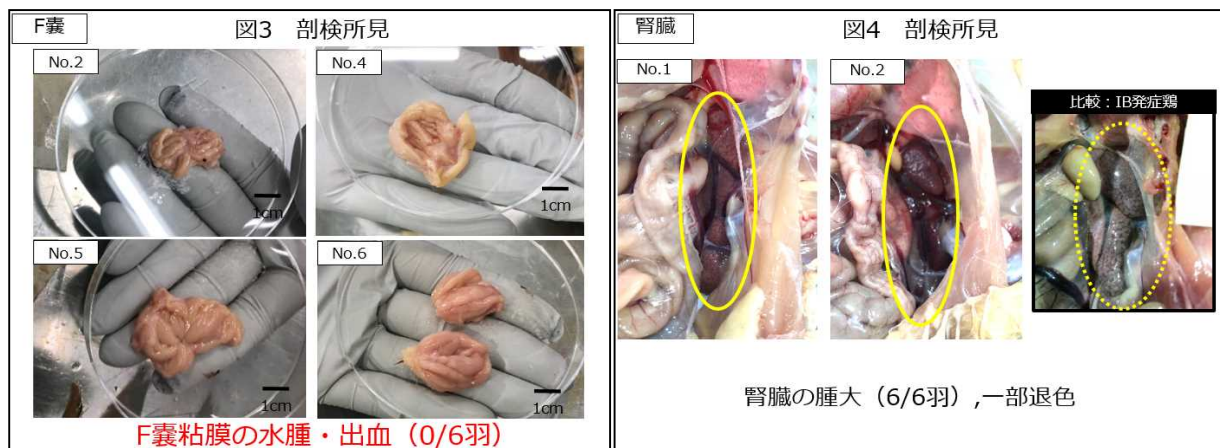 F嚢
図3 剖検所見
No.2
No.4
1cm
1cm
No.5
No.6
1cm
1cm
F嚢粘膜の水腫・出血（0/6羽）
腎臓
図4 剖検所見
No.1
No.2
比較：IB発症鶏
腎臓の腫大（6/6羽）,一部退色